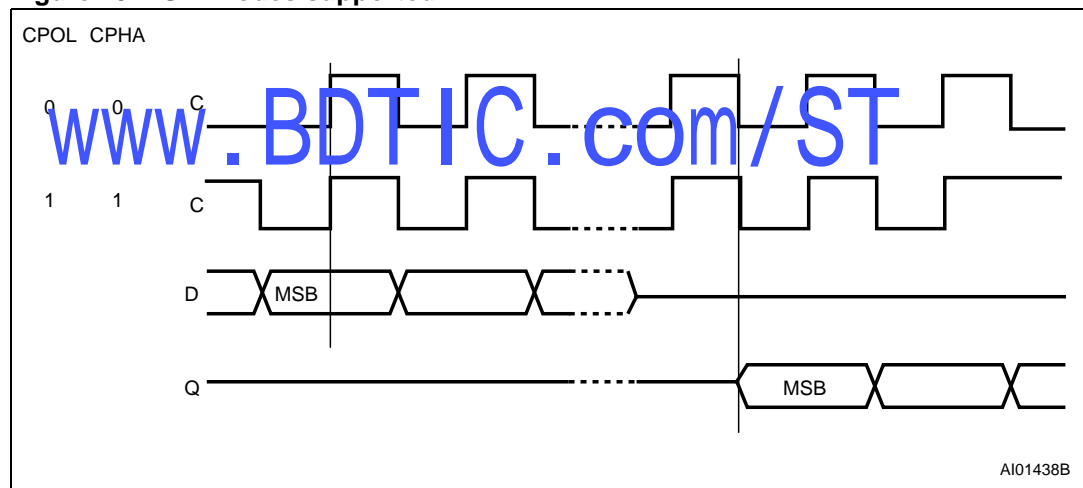 CPOL CPHA
0 0 C
www.BDTIC.com/ST
1 1 C
D MSB
Q MSB
AI01438B